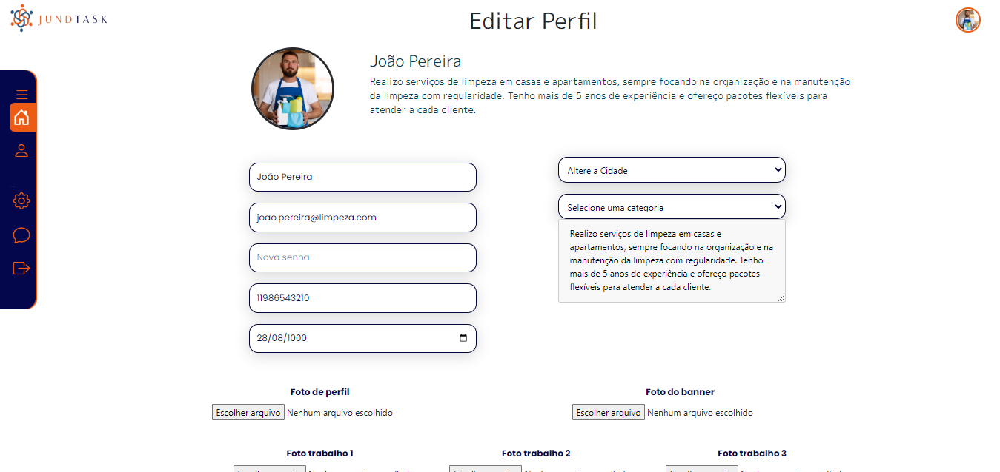 JUNDTASK
Editar Perfil
João Pereira
Realizo serviços de limpeza em casas e apartamentos, sempre focando na organização e na manutenção
da limpeza com regularidade. Tenho mais de 5 anos de experiência e ofereço pacotes flexíveis para
atender a cada cliente.
João Pereira
joao.pereira@limpeza.com
Nova senha
11986543210
28/08/1000
Altere a Cidade
Selecione uma categoria
Realizo serviços de limpeza em casas e
apartamentos, sempre focando na organização e na
manutenção da limpeza com regularidade. Tenho
mais de 5 anos de experiência e ofereço pacotes
flexíveis para atender a cada cliente.
Foto de perfil
Escolher arquivo Nenhum arquivo escolhido
Foto do banner
Escolher arquivo Nenhum arquivo escolhido
Foto trabalho 1
Foto trabalho 2
Foto trabalho 3